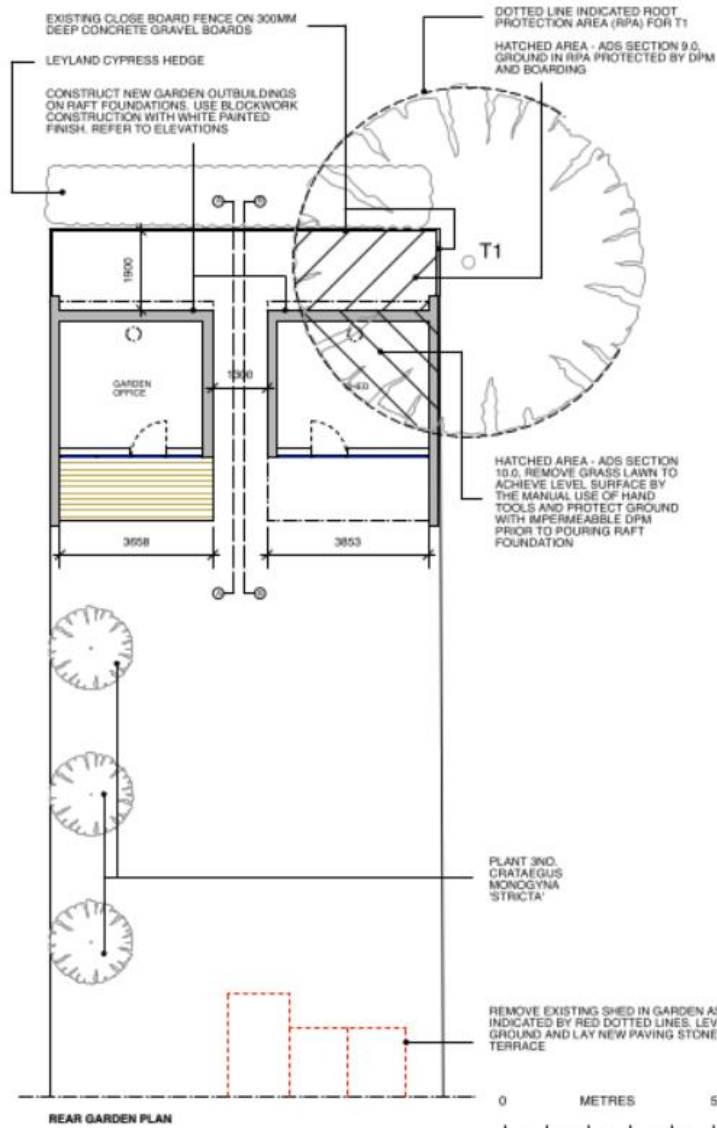 EXISTING CLOSE BOARD FENCE ON 300MM
DEEP CONCRETE GRAVEL BOARDS
LEYLAND CYPRESS HEDGE
CONSTRUCT NEW GARDEN OUTBUILDINGS
ON RAFT FOUNDATIONS. USE BLOCKWORK
CONSTRUCTION WITH WHITE PAINTED
FINISH. REFER TO ELEVATIONS
DOTTED LINE INDICATED ROOT
PROTECTION AREA (RPA) FOR T1
HATCHED AREA - ADS SECTION 9.0,
GROUND IN RPA PROTECTED BY DPM
AND BOARDING
T1
1900
1300
GARDEN
OFFICE
SHED
3658
3853
HATCHED AREA - ADS SECTION
10.0, REMOVE GRASS LAWN TO
ACHIEVE LEVEL SURFACE BY
THE MANUAL USE OF HAND
TOOLS AND PROTECT GROUND
WITH IMPERMEABBLE DPM
PRIOR TO POURING RAFT
FOUNDATION
PLANT 3NO.
CRATAEGUS
MONOGYNA
'STRICTA'
REMOVE EXISTING SHED IN GARDEN AS
INDICATED BY RED DOTTED LINES. LEV
GROUND AND LAY NEW PAVING STONE
TERRACE
REAR GARDEN PLAN
0 METRES 5